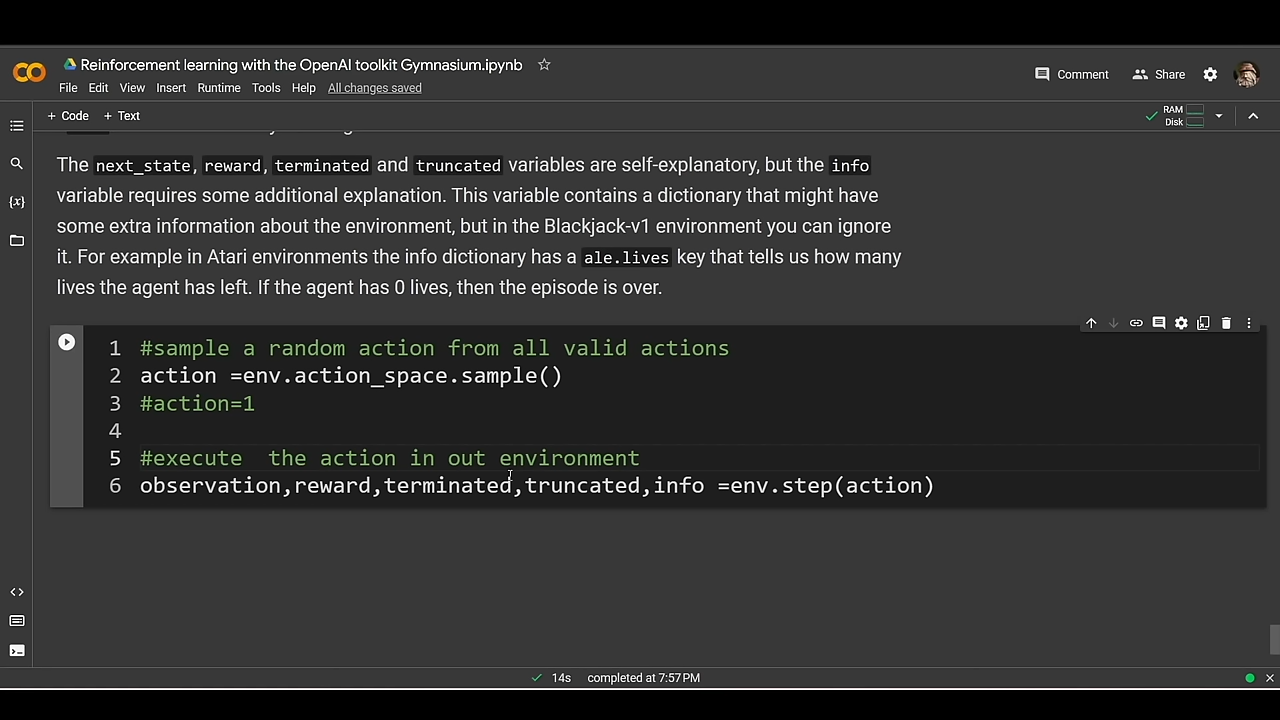 Reinforcement learning with the OpenAI toolkit Gymnasium.ipynb
Comment
Share
File Edit View Insert Runtime Tools Help All changes saved
+ Code + Text
RAM
Disk
The next_state, reward, terminated and truncated variables are self-explanatory, but the info
variable requires some additional explanation. This variable contains a dictionary that might have
some extra information about the environment, but in the Blackjack-v1 environment you can ignore
it. For example in Atari environments the info dictionary has a ale.lives key that tells us how many
lives the agent has left. If the agent has 0 lives, then the episode is over.
1 #sample a random action from all valid actions
2 action =env.action_space.sample()
3 #action=1
4
5 #execute  the action in out environment
6 observation,reward,terminated,truncated,info =env.step(action)
14s completed at 7:57 PM